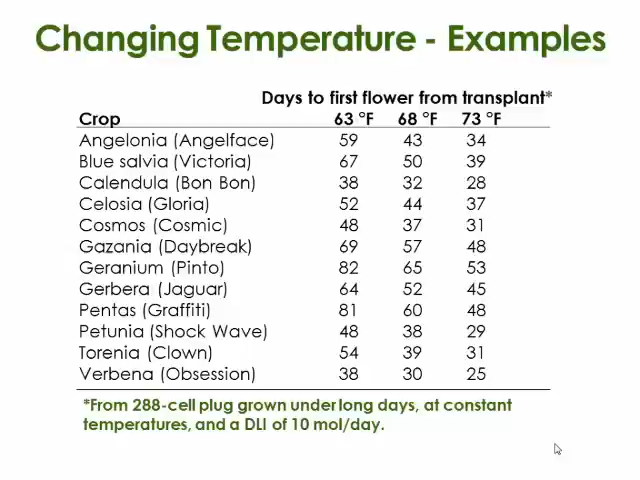 Changing Temperature - Examples
Days to first flower from transplant*
Crop 63 °F 68 °F 73 °F
Angelonia (Angelface) 59 43 34
Blue salvia (Victoria) 67 50 39
Calendula (Bon Bon) 38 32 28
Celosia (Gloria) 52 44 37
Cosmos (Cosmic) 48 37 31
Gazania (Daybreak) 69 57 48
Geranium (Pinto) 82 65 53
Gerbera (Jaguar) 64 52 45
Pentas (Graffiti) 81 60 48
Petunia (Shock Wave) 48 38 29
Torenia (Clown) 54 39 31
Verbena (Obsession) 38 30 25
*From 288-cell plug grown under long days, at constant
temperatures, and a DLI of 10 mol/day.